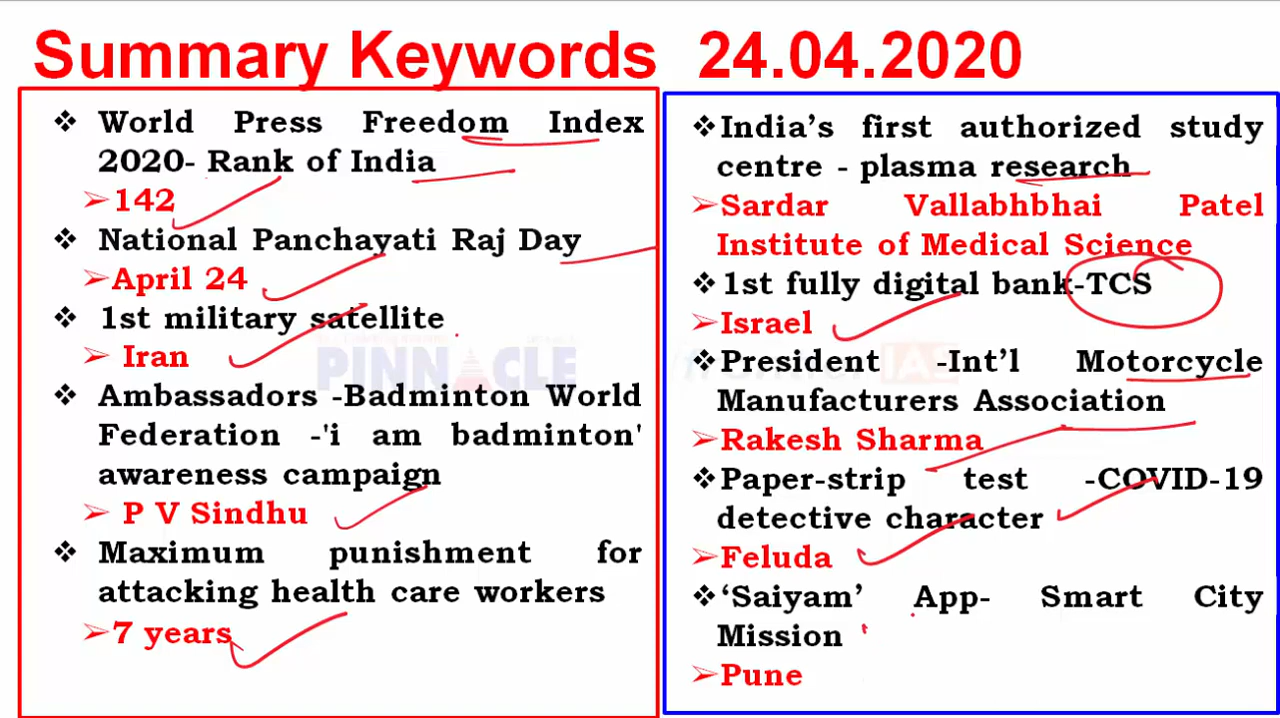 Summary Keywords 24.04.2020
❖ World Press Freedom Index
2020- Rank of India
➢142
❖ National Panchayati Raj Day
➢April 24
❖ 1st military satellite
➢ Iran
❖ Ambassadors -Badminton World
Federation -'i am badminton'
awareness campaign
➢ P V Sindhu
❖ Maximum punishment for
attacking health care workers
➢7 years
❖India’s first authorized study
centre - plasma research
➢Sardar Vallabhbhai Patel
Institute of Medical Science
❖1st fully digital bank-TCS
➢Israel
❖President -Int’l Motorcycle
Manufacturers Association
➢Rakesh Sharma
❖Paper-strip test -COVID-19
detective character
➢Feluda
❖‘Saiyam’ App- Smart City
Mission
➢Pune
PINNACLE
IAS